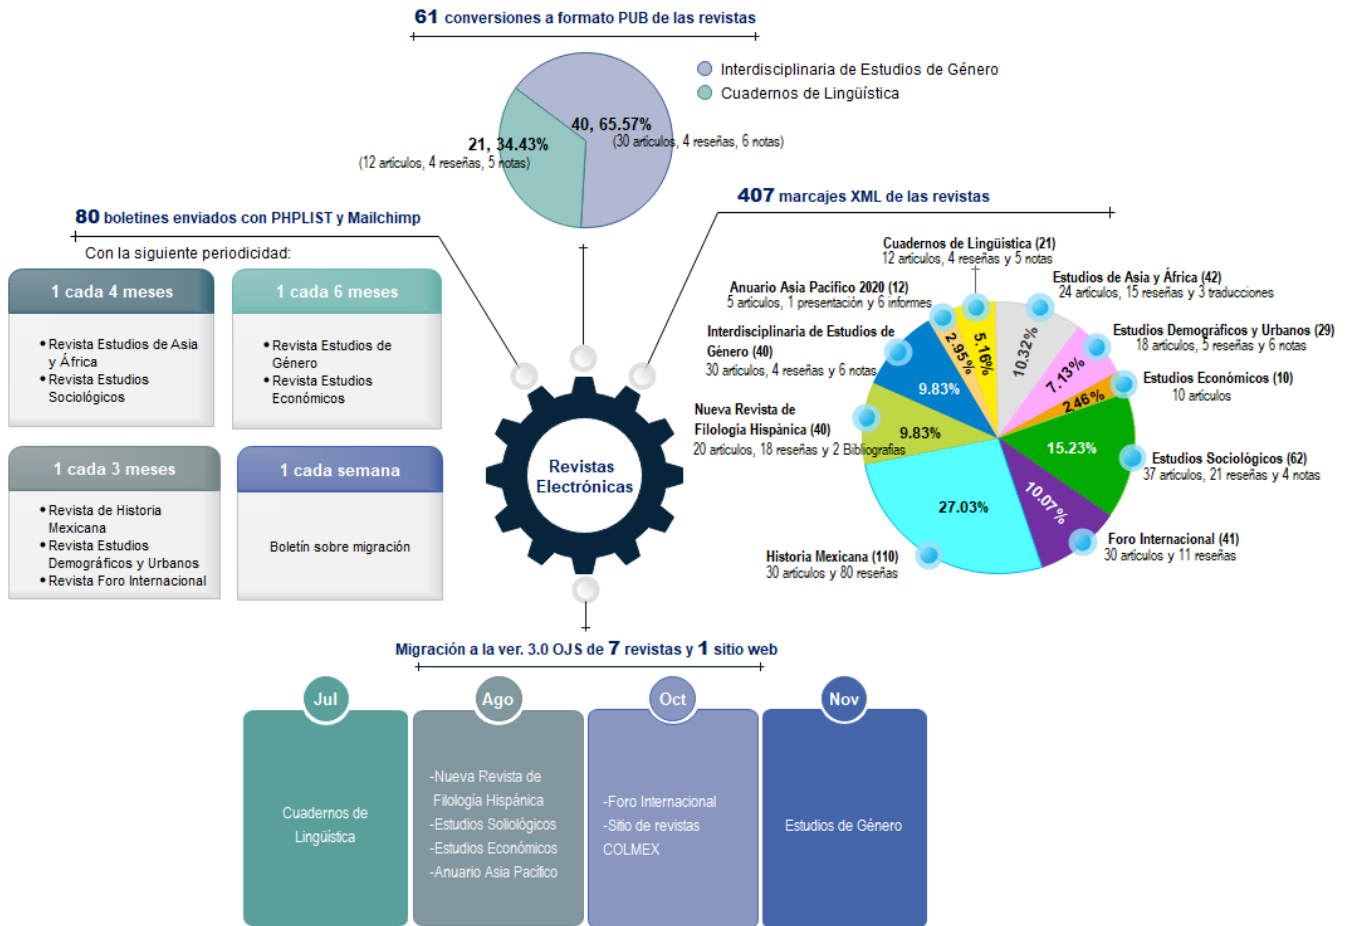 61 conversiones a formato PUB de las revistas
Interdisciplinaria de Estudios de Género
Cuadernos de Lingüística
40, 65.57%
(30 artículos, 4 reseñas, 6 notas)
21, 34.43%
(12 artículos, 4 reseñas, 5 notas)
80 boletines enviados con PHPLIST y Mailchimp
Con la siguiente periodicidad:
1 cada 4 meses
• Revista Estudios de Asia
y África
• Revista Estudios
Sociológicos
1 cada 6 meses
• Revista Estudios de
Género
• Revista Estudios
Económicos
1 cada 3 meses
• Revista de Historia
Mexicana
• Revista Estudios
Demográficos y Urbanos
• Revista Foro Internacional
1 cada semana
Boletín sobre migración
Revistas
Electrónicas
407 marcajes XML de las revistas
Cuadernos de Lingüística (21)
12 artículos, 4 reseñas y 5 notas
5.16%
Estudios de Asia y África (42)
24 artículos, 15 reseñas y 3 traducciones
10.32%
Estudios Demográficos y Urbanos (29)
18 artículos, 5 reseñas y 6 notas
7.13%
Estudios Económicos (10)
10 artículos
2.46%
Estudios Sociológicos (62)
37 artículos, 21 reseñas y 4 notas
15.23%
Foro Internacional (41)
30 artículos y 11 reseñas
10.07%
Historia Mexicana (110)
30 artículos y 80 reseñas
27.03%
Nueva Revista de
Filología Hispánica (40)
20 artículos, 18 reseñas y 2 Bibliografías
9.83%
Interdisciplinaria de Estudios de
Género (40)
30 artículos, 4 reseñas y 6 notas
9.83%
Anuario Asia Pacífico 2020 (12)
5 artículos, 1 presentación y 6 informes
2.95%
Migración a la ver. 3.0 OJS de 7 revistas y 1 sitio web
Jul
Cuadernos de
Lingüística
Ago
-Nueva Revista de
Filología Hispánica
-Estudios Soliológicos
-Estudios Económicos
-Anuario Asia Pacífico
Oct
-Foro Internacional
-Sitio de revistas
COLMEX
Nov
Estudios de Género